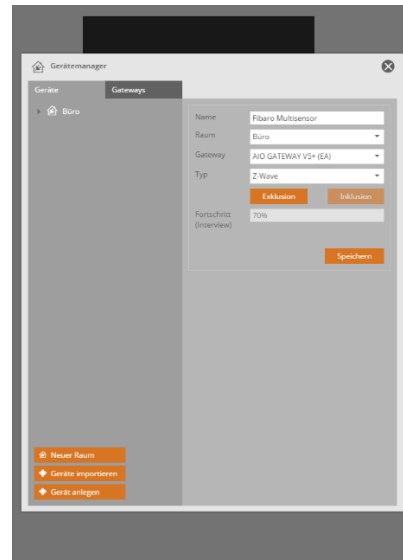 Gerätemanager
Geräte Gateways
Büro
Name Fibaro Multisensor
Raum Büro
Gateway AIO GATEWAY V5+ (EA)
Typ Z-Wave
Exklusion Inklusion
Fortschritt 70%
(Interview)
Speichern
Neuer Raum
Geräte importieren
Gerät anlegen